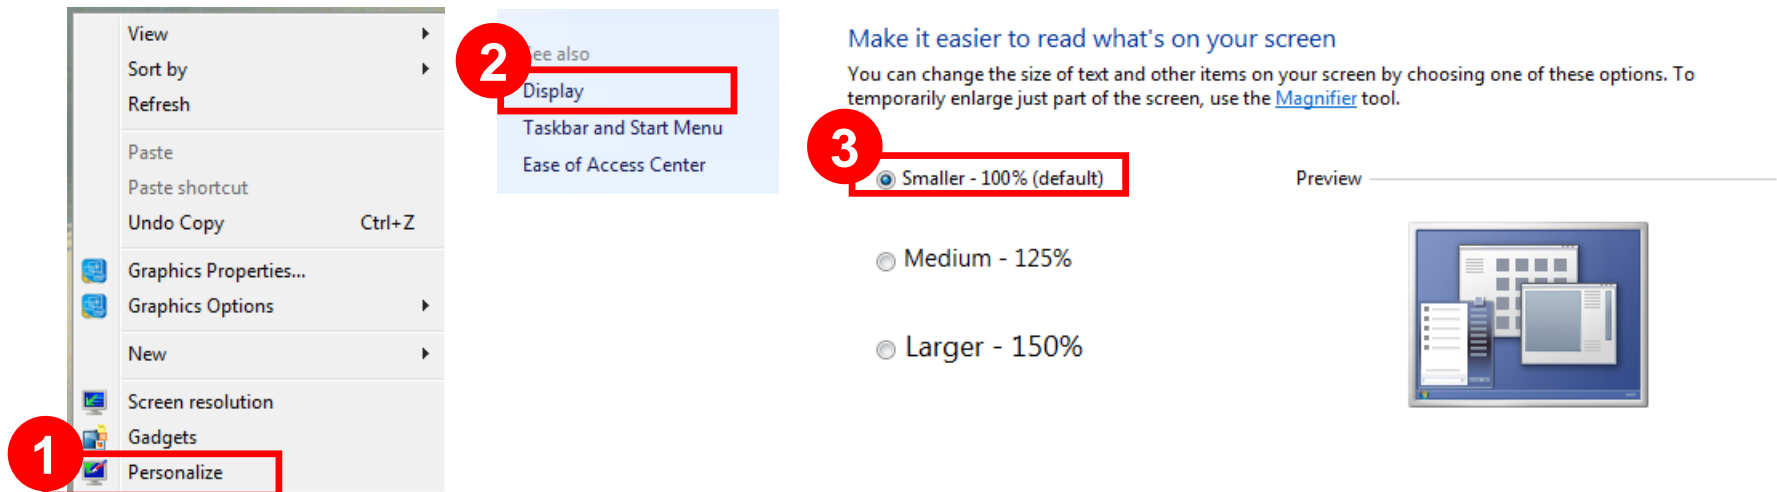 View
Sort by
Refresh
Paste
Paste shortcut
Undo Copy Ctrl+Z
Graphics Properties...
Graphics Options
New
Screen resolution
Gadgets
1
Personalize
2
See also
Display
Taskbar and Start Menu
Ease of Access Center
Make it easier to read what's on your screen
You can change the size of text and other items on your screen by choosing one of these options. To
temporarily enlarge just part of the screen, use the Magnifier tool.
3
Smaller - 100% (default)
Medium - 125%
Larger - 150%
Preview